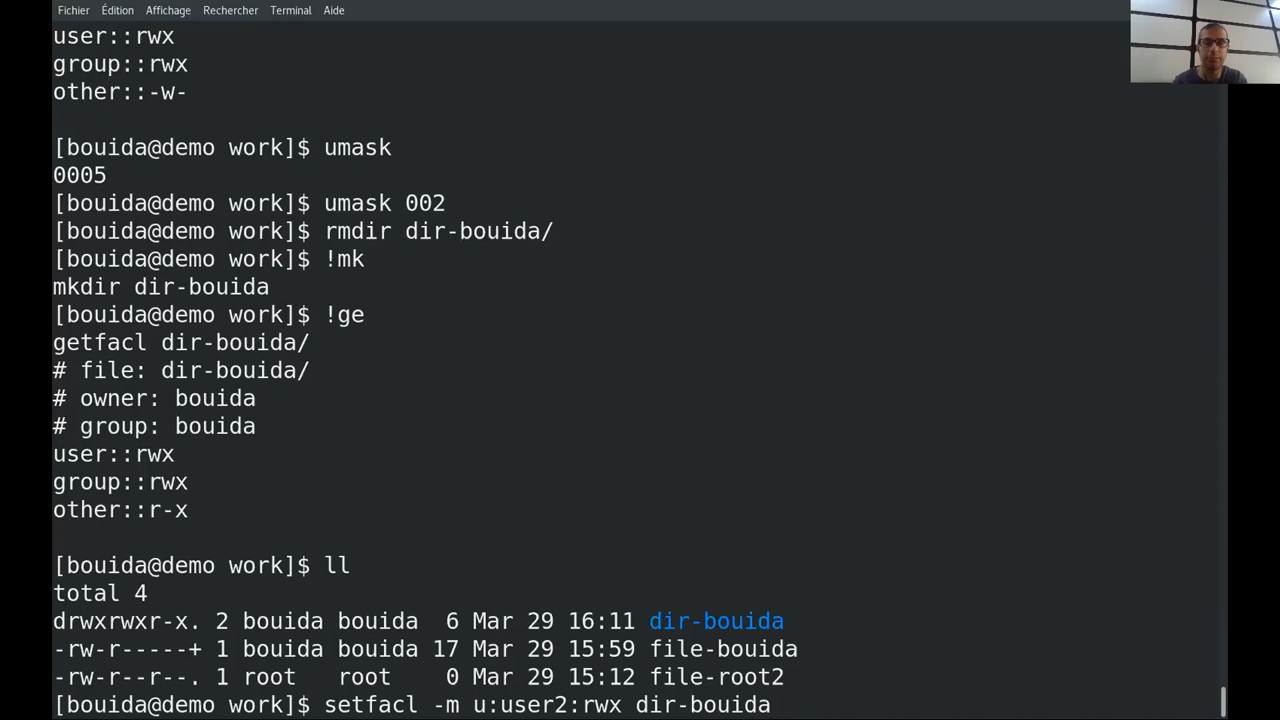 Fichier Édition Affichage Rechercher Terminal Aide
user::rwx
group::rwx
other::-w-
[bouida@demo work]$ umask
0005
[bouida@demo work]$ umask 002
[bouida@demo work]$ rmdir dir-bouida/
[bouida@demo work]$ !mk
mkdir dir-bouida
[bouida@demo work]$ !ge
getfacl dir-bouida/
# file: dir-bouida/
# owner: bouida
# group: bouida
user::rwx
group::rwx
other::r-x
[bouida@demo work]$ ll
total 4
drwxrwxr-x. 2 bouida bouida  6 Mar 29 16:11 dir-bouida
-rw-r-----+ 1 bouida bouida 17 Mar 29 15:59 file-bouida
-rw-r--r--. 1 root   root    0 Mar 29 15:12 file-root2
[bouida@demo work]$ setfacl -m u:user2:rwx dir-bouida